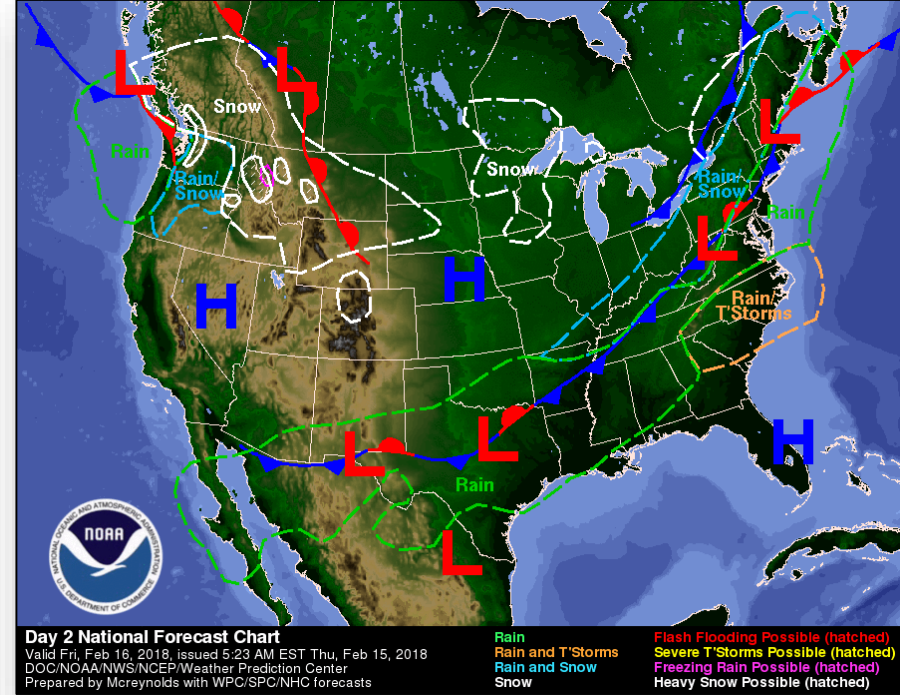 L
L
Snow
L
Rain
Snow
Rain/
Snow
Rain/
Snow
Rain
L
H
H
Rain/
T'Storms
L
L
H
Rain
L
NOAA
NATIONAL OCEANIC AND ATMOSPHERIC ADMINISTRATION
U.S. DEPARTMENT OF COMMERCE
Day 2 National Forecast Chart
Valid Fri, Feb 16, 2018, issued 5:23 AM EST Thu, Feb 15, 2018
DOC/NOAA/NWS/NCEP/Weather Prediction Center
Prepared by Mcreynolds with WPC/SPC/NHC forecasts
Rain
Rain and T'Storms
Rain and Snow
Snow
Flash Flooding Possible (hatched)
Severe T'Storms Possible (hatched)
Freezing Rain Possible (hatched)
Heavy Snow Possible (hatched)